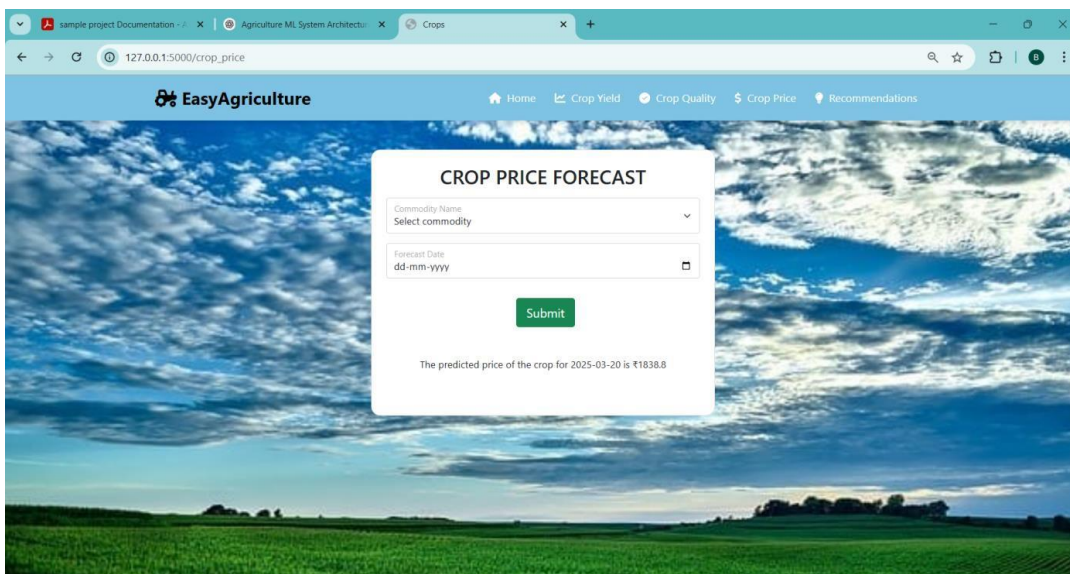 sample project Documentation - A
Agriculture ML System Architectur
Crops
127.0.0.1:5000/crop_price
B
EasyAgriculture
Home Crop Yield Crop Quality $ Crop Price Recommendations
CROP PRICE FORECAST
Commodity Name
Select commodity
Forecast Date
dd-mm-yyyy
Submit
The predicted price of the crop for 2025-03-20 is ₹1838.8